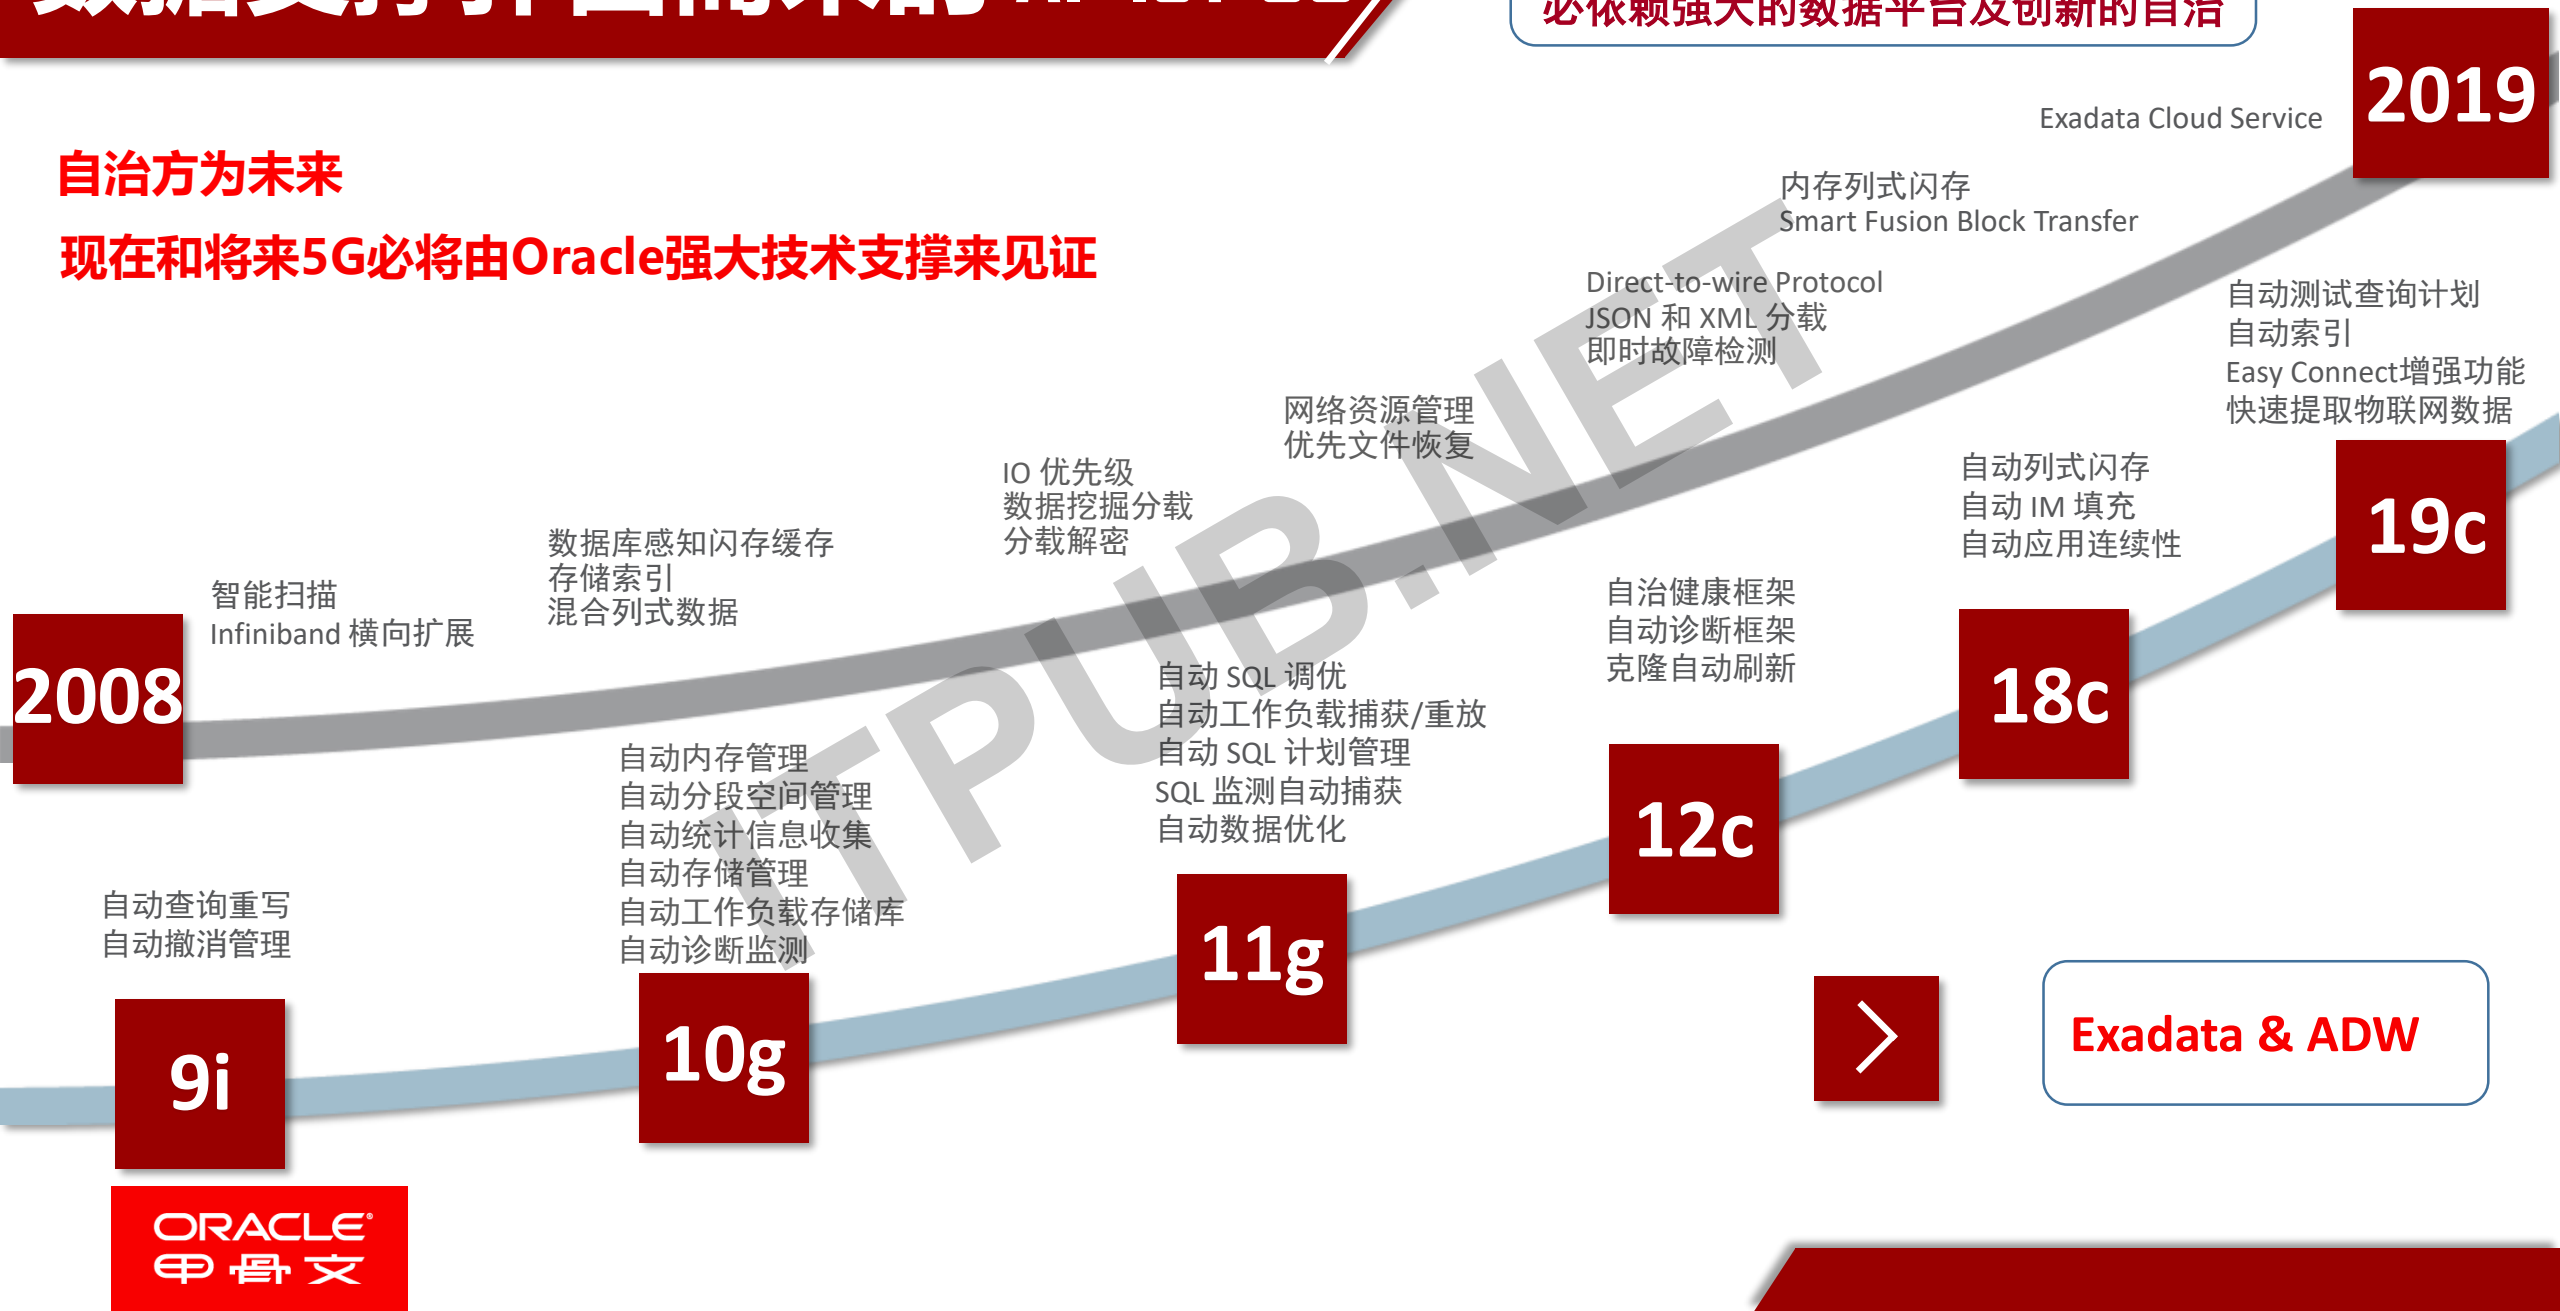 必依赖强大的数据平台及创新的自治
2019
Exadata Cloud Service
自治方为未来
现在和将来5G必将由Oracle强大技术支撑来见证
内存列式闪存
Smart Fusion Block Transfer
Direct-to-wire Protocol
JSON 和 XML 分载
即时故障检测
网络资源管理
优先文件恢复
IO 优先级
数据挖掘分载
分载解密
数据库感知闪存缓存
存储索引
混合列式数据
智能扫描
Infiniband 横向扩展
2008
自动测试查询计划
自动索引
Easy Connect增强功能
快速提取物联网数据
19c
自动列式闪存
自动 IM 填充
自动应用连续性
18c
自治健康框架
自动诊断框架
克隆自动刷新
12c
自动 SQL 调优
自动工作负载捕获/重放
自动 SQL 计划管理
SQL 监测自动捕获
自动数据优化
11g
自动内存管理
自动分段空间管理
自动统计信息收集
自动存储管理
自动工作负载存储库
自动诊断监测
10g
自动查询重写
自动撤消管理
9i
Exadata & ADW
ORACLE®
甲骨文
ITPUB.NET